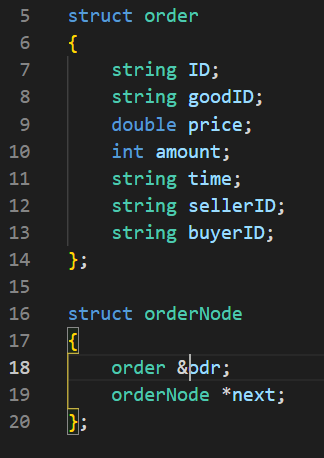 5 struct order
6 {
7 string ID;
8 string goodID;
9 double price;
10 int amount;
11 string time;
12 string sellerID;
13 string buyerID;
14 };
15
16 struct orderNode
17 {
18 order &odr;
19 orderNode *next;
20 };